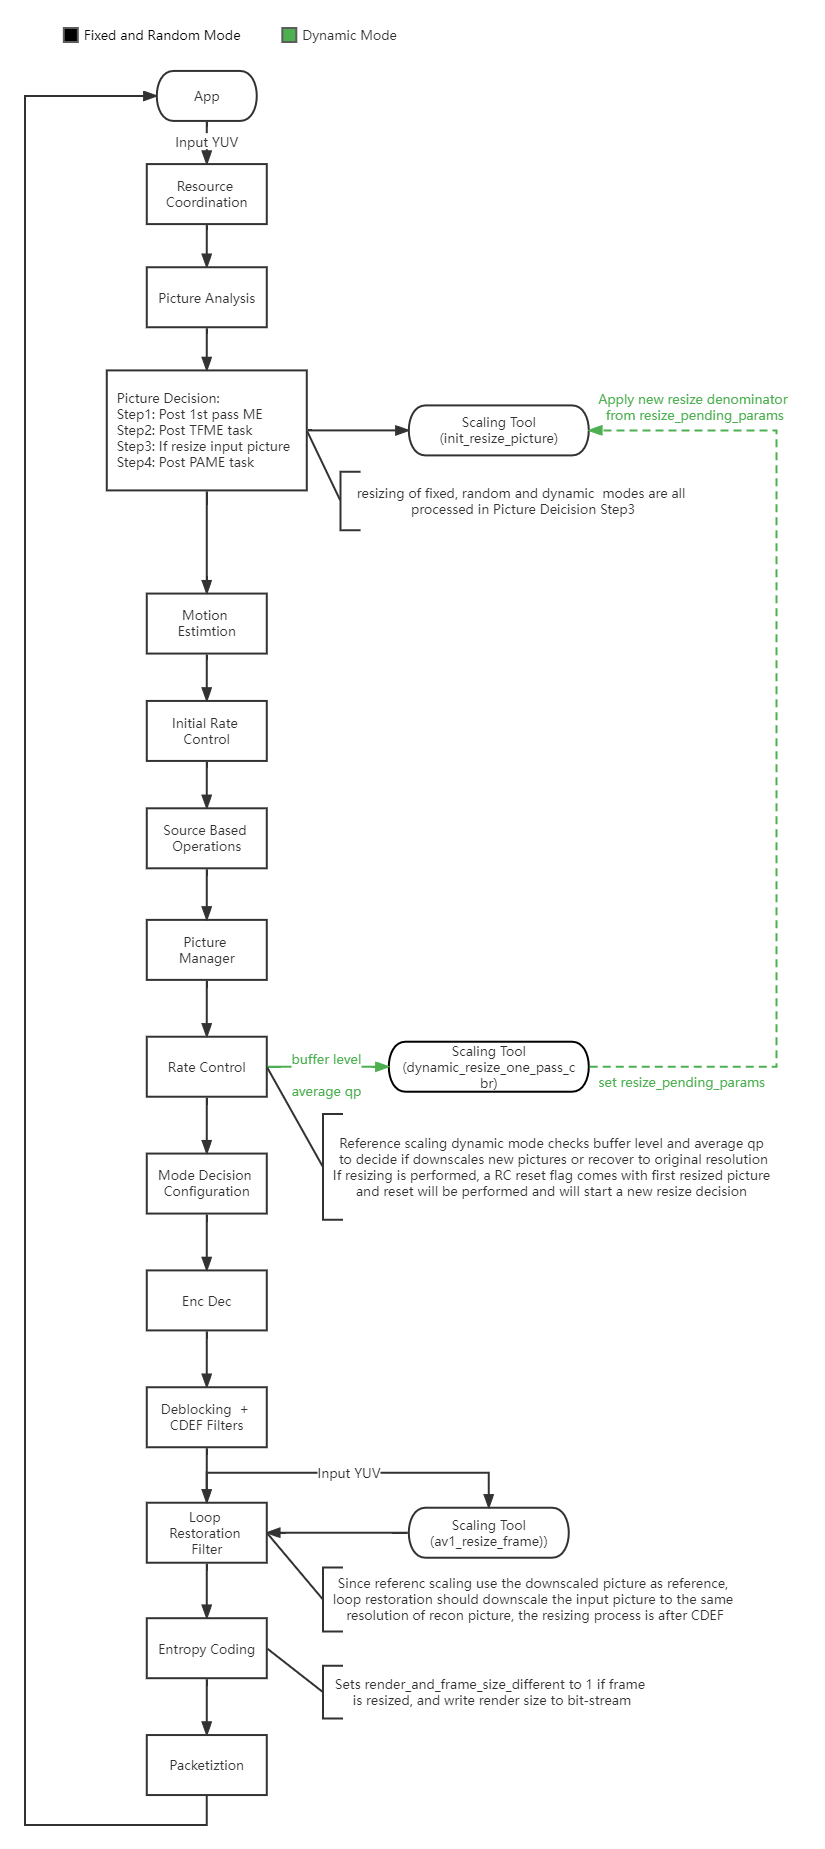 Fixed and Random Mode
Dynamic Mode
App
Input YUV
Resource
Coordination
Picture Analysis
Picture Decision:
Step1: Post 1st pass ME
Step2: Post TFME task
Step3: If resize input picture
Step4: Post PAME task
Scaling Tool
(init_resize_picture)
Apply new resize denominator
from resize_pending_params
resizing of fixed, random and dynamic  modes are all
processed in Picture Deicision Step3
Motion
Estimtion
Initial Rate
Control
Source Based
Operations
Picture
Manager
Rate Control
buffer level
average qp
Scaling Tool
(dynamic_resize_one_pass_c
br)
set resize_pending_params
Reference scaling dynamic mode checks buffer level and average qp
to decide if downscales new pictures or recover to original resolution
If resizing is performed, a RC reset flag comes with first resized picture
and reset will be performed and will start a new resize decision
Mode Decision
Configuration
Enc Dec
Deblocking  +
CDEF Filters
Input YUV
Loop
Restoration
Filter
Scaling Tool
(av1_resize_frame))
Since referenc scaling use the downscaled picture as reference,
loop restoration should downscale the input picture to the same
resolution of recon picture, the resizing process is after CDEF
Entropy Coding
Sets render_and_frame_size_different to 1 if frame
is resized, and write render size to bit-stream
Packetiztion